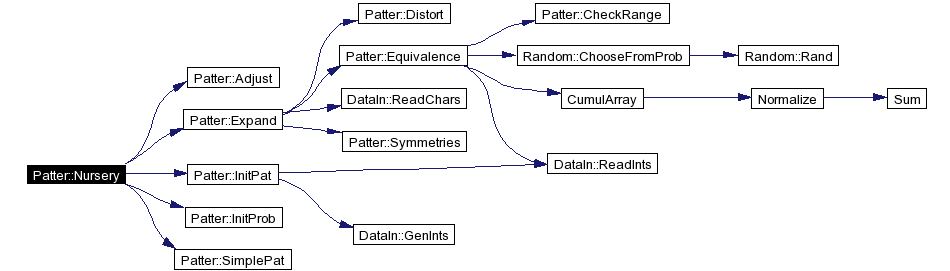 Patter::Distort
Patter::CheckRange
Patter::Equivalence
Random::ChooseFromProb
Random::Rand
Patter::Adjust
DataIn::ReadChars
CumulArray
Normalize
Sum
Patter::Expand
Patter::Symmetries
DataIn::ReadInts
Patter::Nursery
Patter::InitPat
Patter::InitProb
DataIn::GenInts
Patter::SimplePat